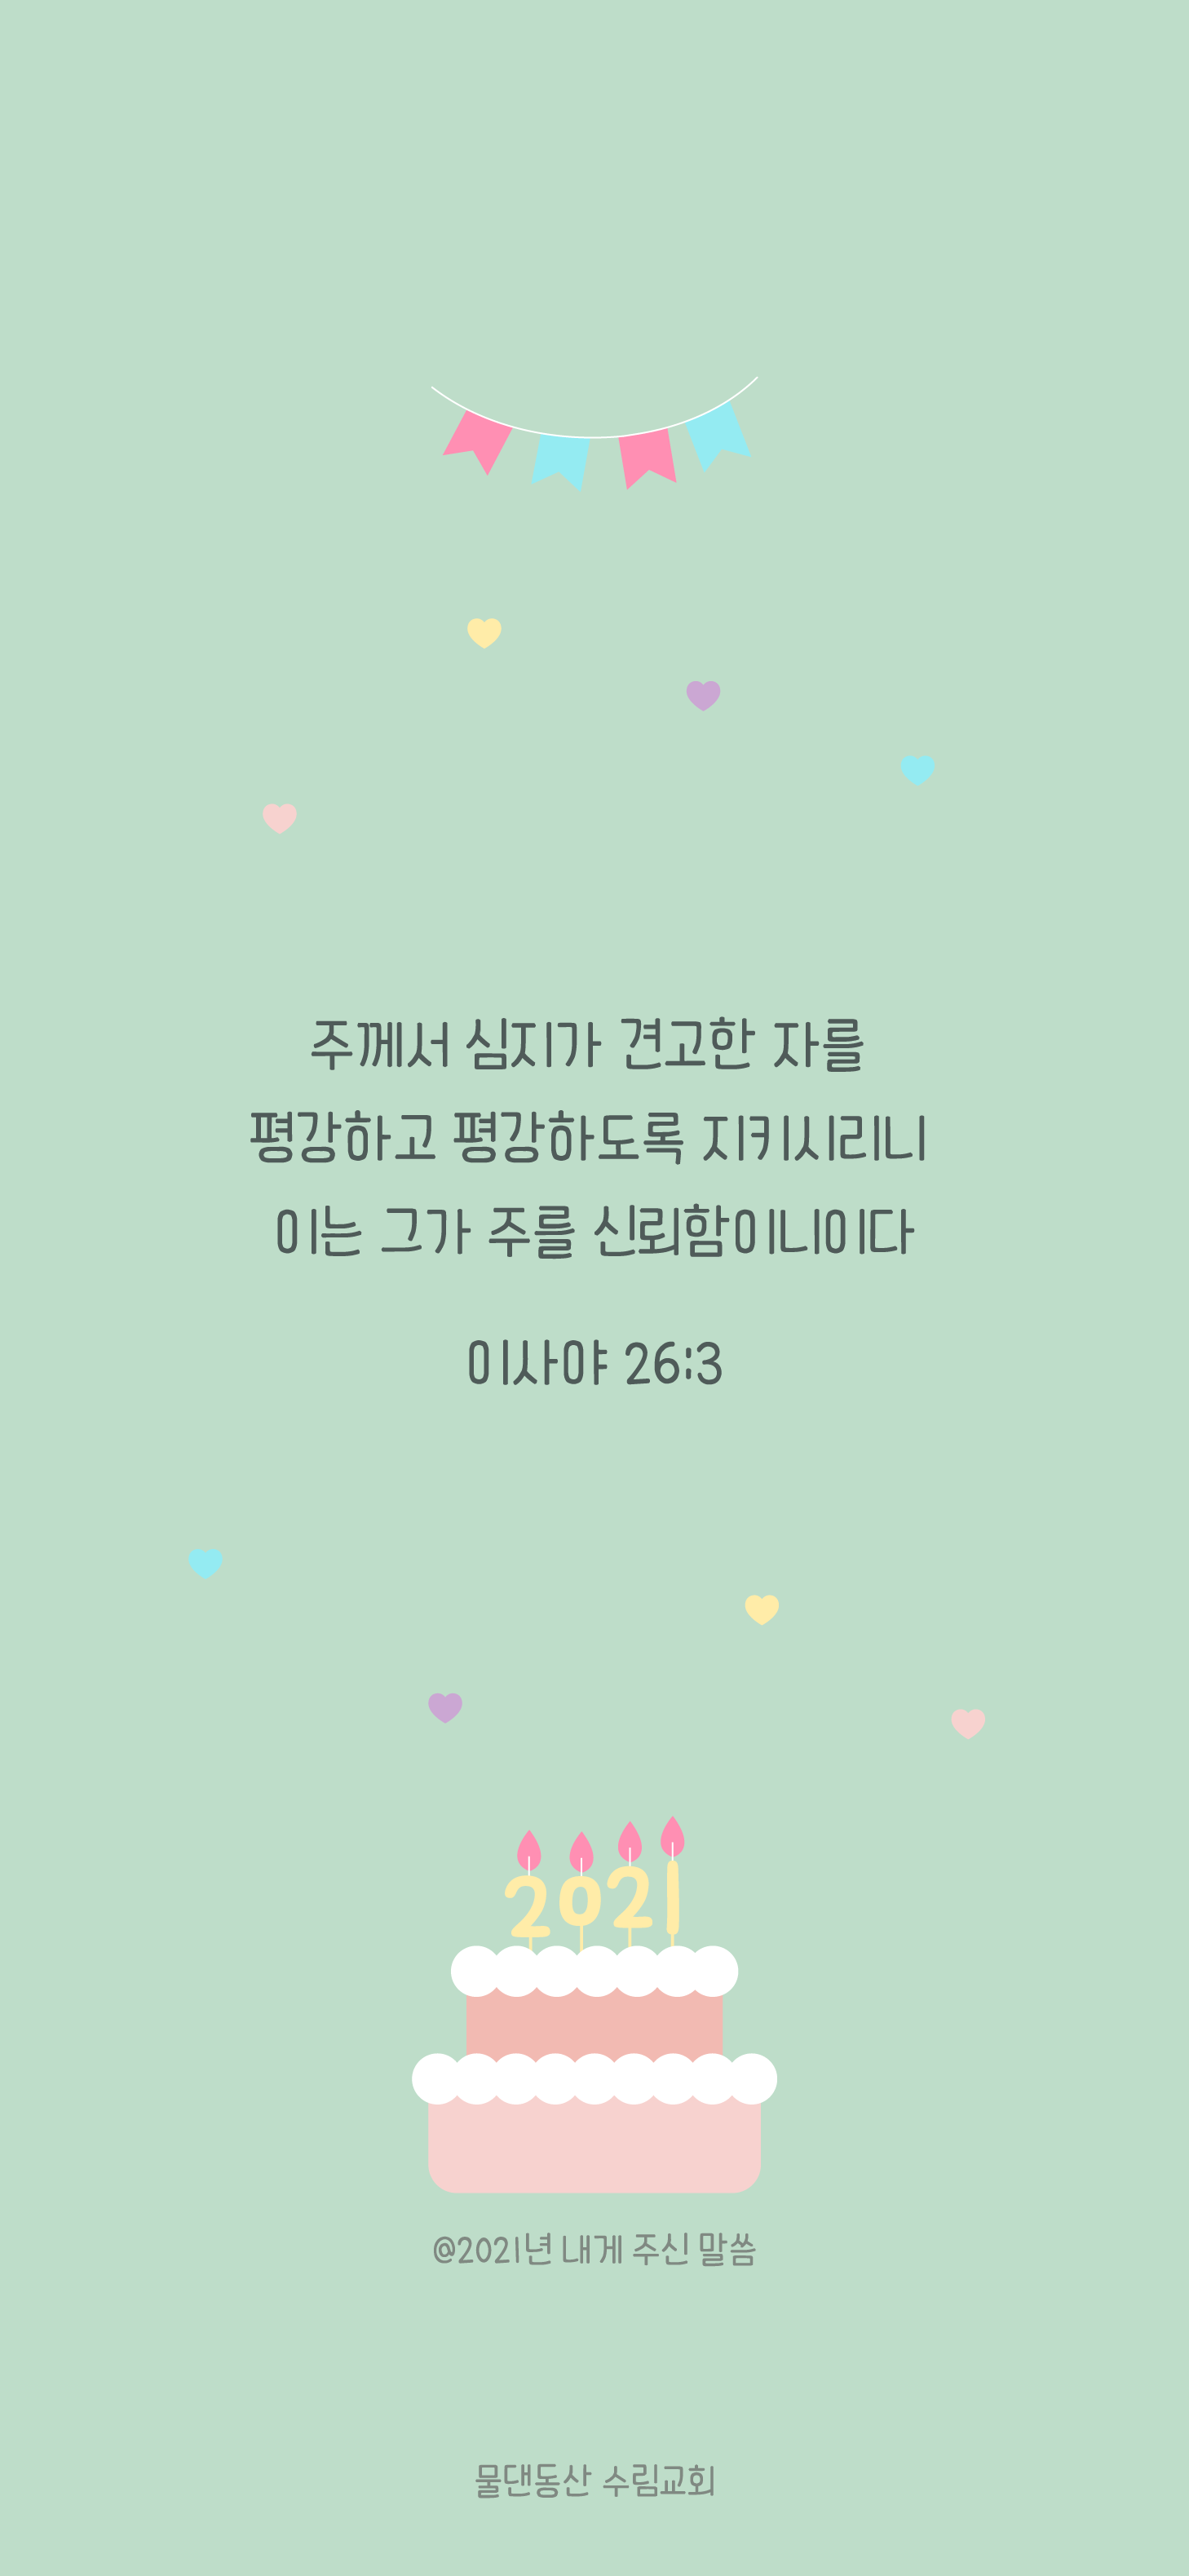 주께서 심지가 견고한 자를
평강하고 평강하도록 지키시리니
이는 그가 주를 신뢰함이니이다
이사야 26:3
2021
@2021년 내게 주신 말씀
물댄동산 수림교회